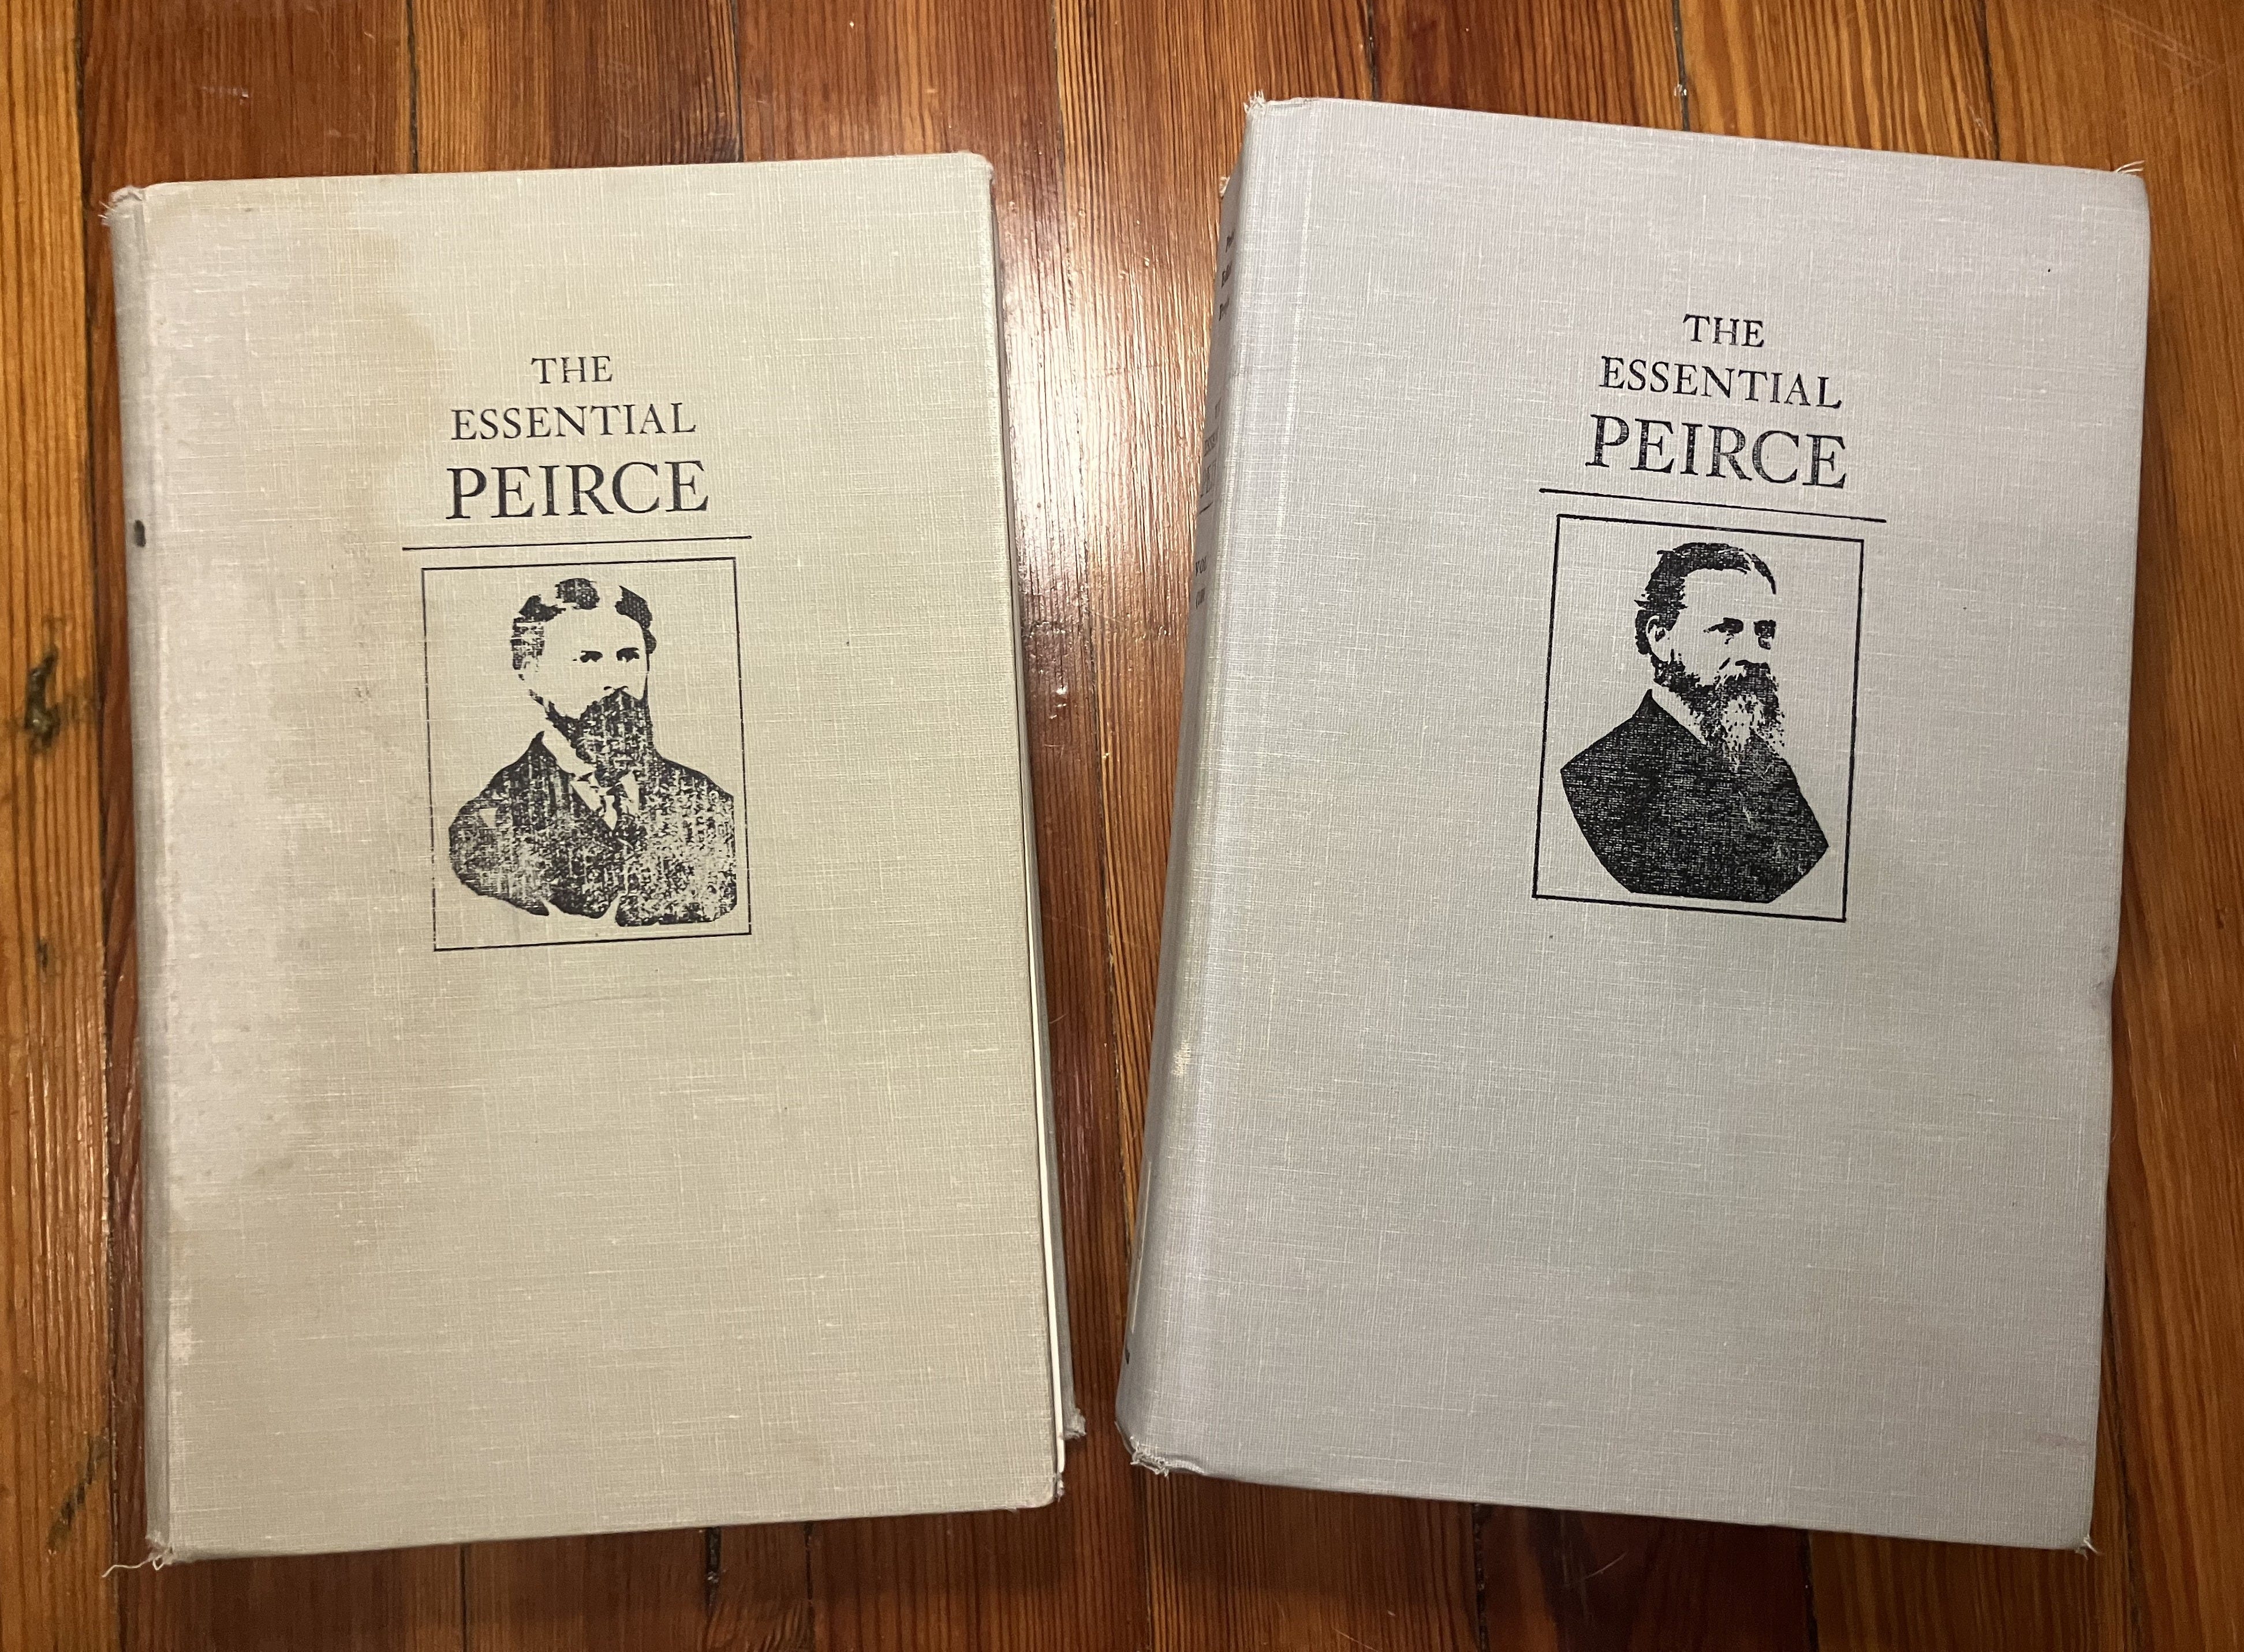 THE
ESSENTIAL
PEIRCE
THE
ESSENTIAL
PEIRCE